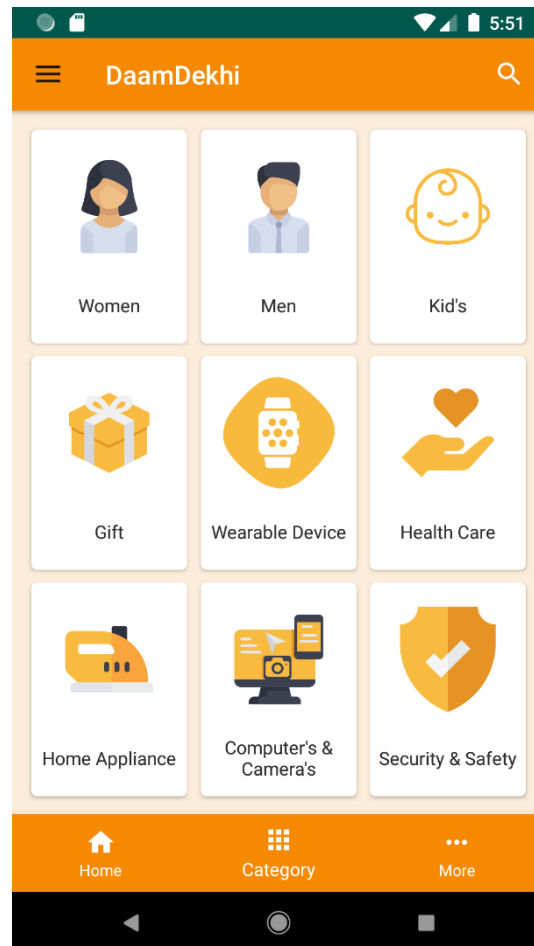 5:51
DaamDekhi
Women
Men
Kid's
Gift
Wearable Device
Health Care
Home Appliance
Computer's &
Camera's
Security & Safety
Home
Category
More